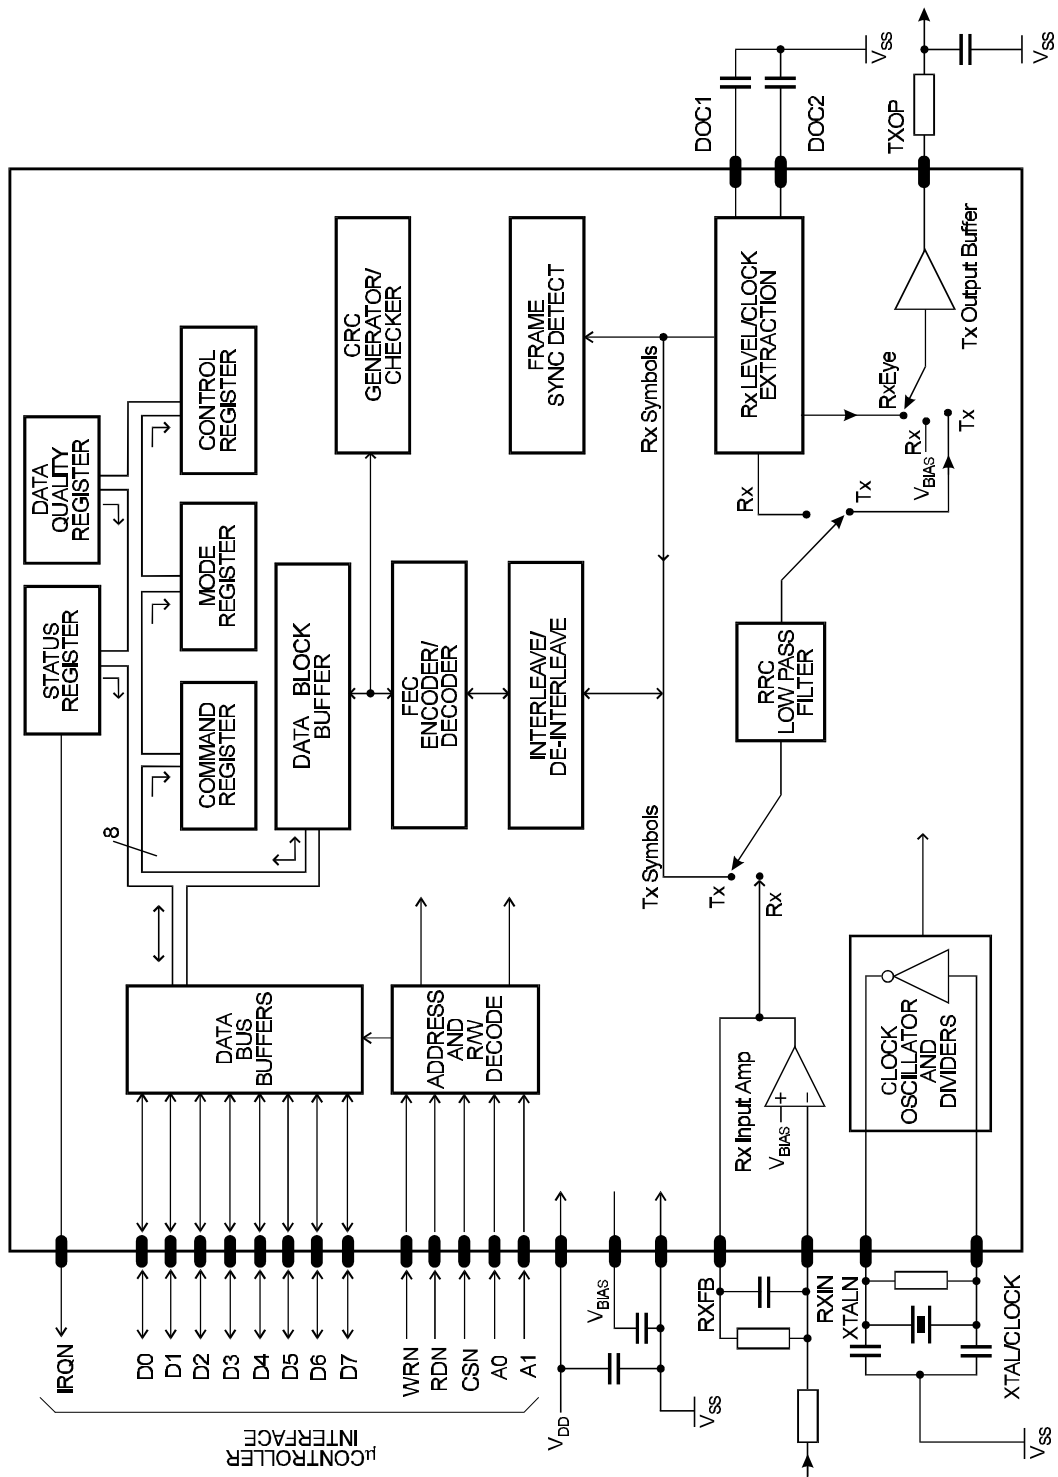 µCONTROLLER
INTERFACE
IRQN
D0
D1
D2
D3
D4
D5
D6
D7
WRN
RDN
CSN
A0
A1
VDD
VBIAS
VSS
RXFB
RXIN
XTALN
XTAL/CLOCK
VSS
DATA
BUS
BUFFERS
ADDRESS
AND
R/W
DECODE
Rx Input Amp
VBIAS
+
−
CLOCK
OSCILLATOR
AND
DIVIDERS
8
STATUS
REGISTER
DATA
QUALITY
REGISTER
COMMAND
REGISTER
MODE
REGISTER
CONTROL
REGISTER
DATA BLOCK
BUFFER
CRC
GENERATOR/
CHECKER
FEC
ENCODER/
DECODER
INTERLEAVE/
DE-INTERLEAVE
FRAME
SYNC DETECT
Tx Symbols
Rx Symbols
Tx
Rx
RRC
LOW PASS
FILTER
Rx
Tx
Rx LEVEL/CLOCK
EXTRACTION
RxEye
Rx
VBIAS
Tx
Tx Output Buffer
DOC1
DOC2
VSS
TXOP
VSS